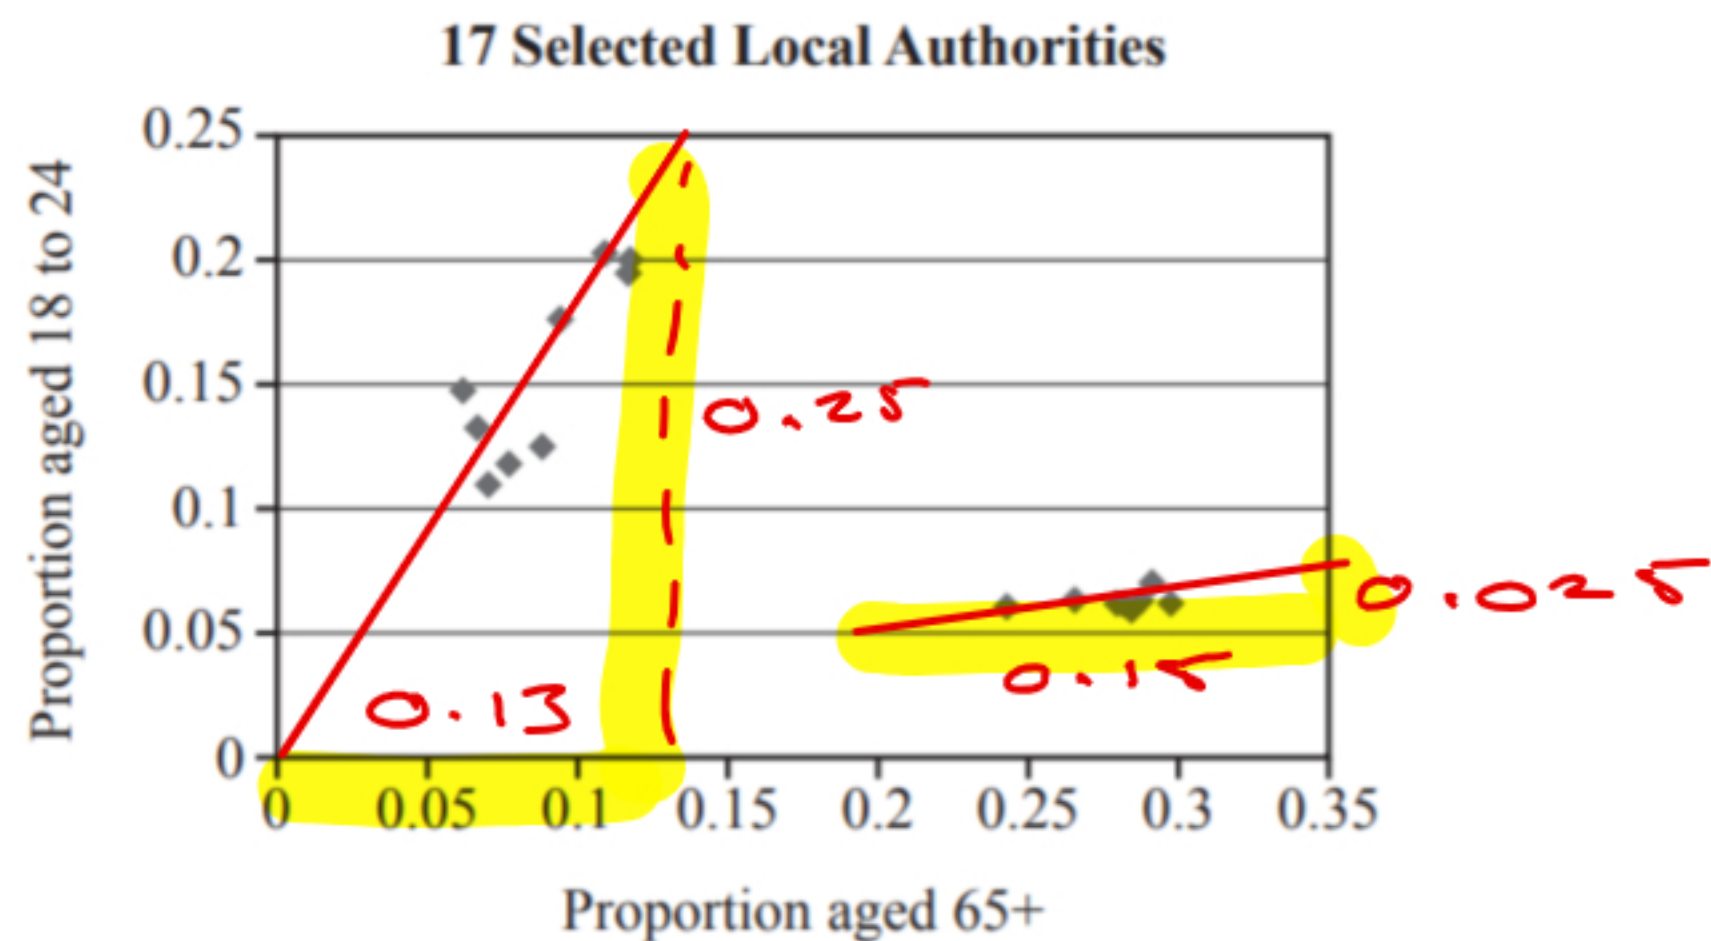 17 Selected Local Authorities
0.25
0.2
0.15
0.1
0.05
0
Proportion aged 18 to 24
0.25
0.025
0.15
0.13
0 0.05 0.1 0.15 0.2 0.25 0.3 0.35
Proportion aged 65+